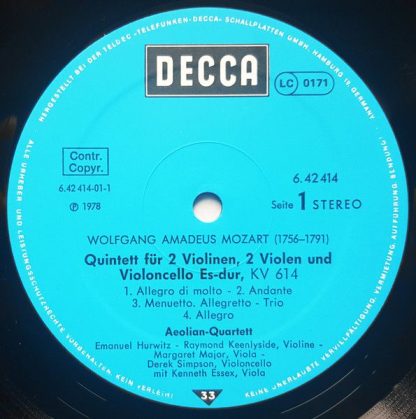 HERGESTELLT BEI DER TELDEC »TELEFUNKEN-DECCA« SCHALLPLATTEN GMBH, HAMBURG 19, GERMANY
DECCA
LC 0171
Contr.
Copyr.
6.42414-01-1
Ⓟ 1978
6.42 414
Seite 1 STEREO
WOLFGANG AMADEUS MOZART (1756–1791)
Quintett für 2 Violinen, 2 Violen und
Violoncello Es-dur, KV 614
1. Allegro di molto - 2. Andante
3. Menuetto. Allegretto - Trio
4. Allegro
Aeolian-Quartett
Emanuel Hurwitz - Raymond Keenlyside, Violine -
Margaret Major, Viola -
Derek Simpson, Violoncello
mit Kenneth Essex, Viola
33
ALLE URHEBER- UND LEISTUNGSSCHUTZRECHTE VORBEHALTEN KEIN VERLEIH!
KEINE UNERLAUBTE VERVIELFÄLTIGUNG, VERMIETUNG, AUFFÜHRUNG, SENDUNG!